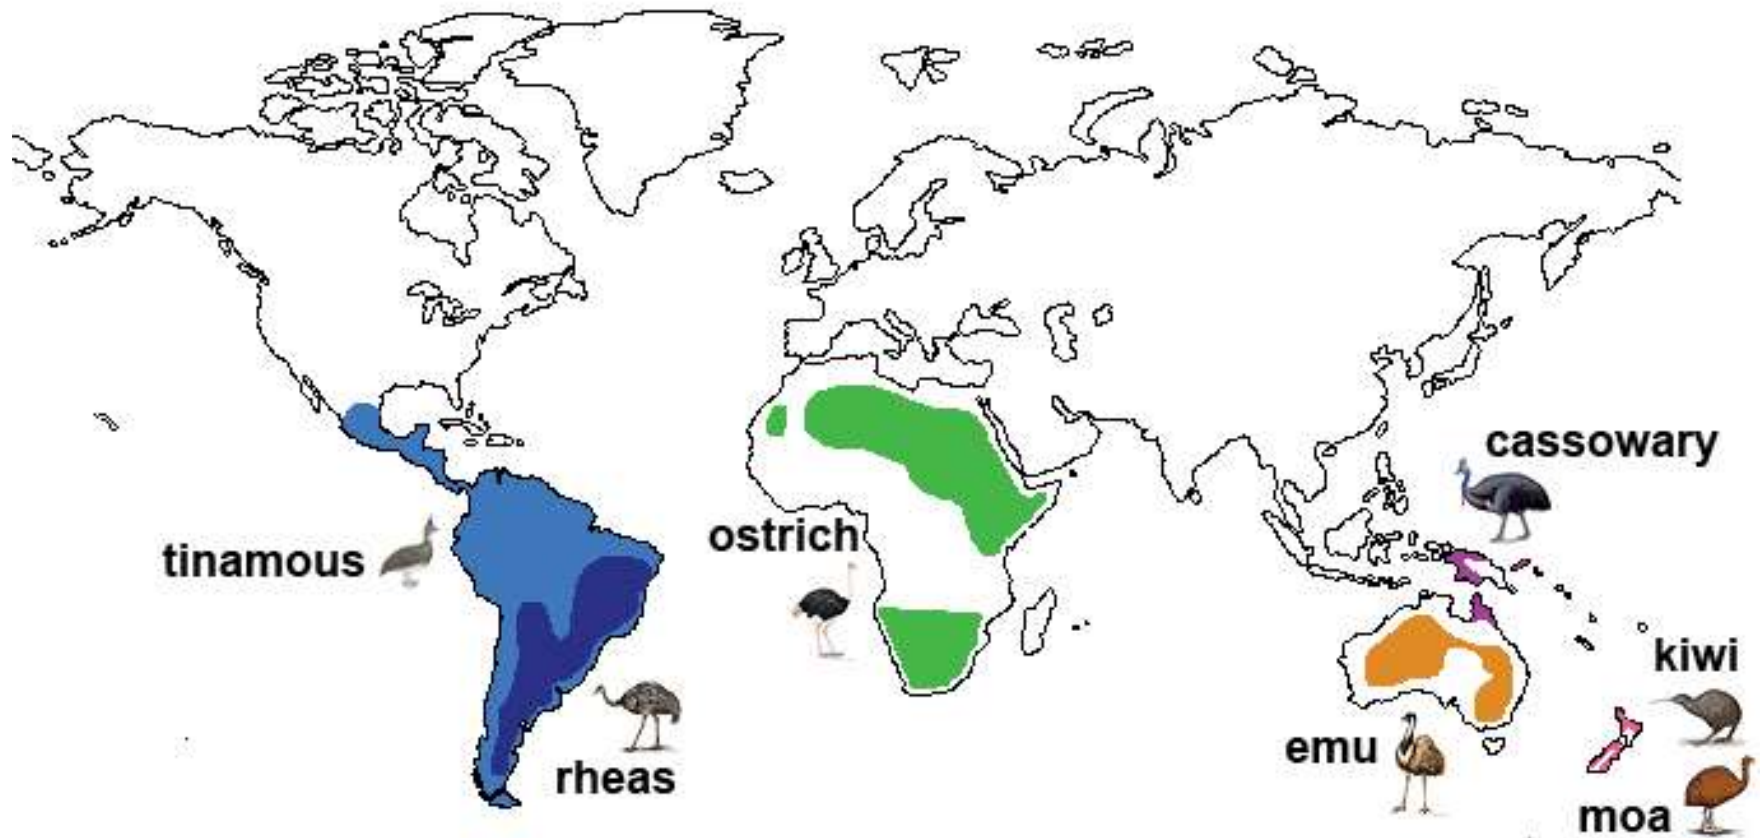 cassowary
ostrich
tinamous
kiwi
emu
rheas
moa